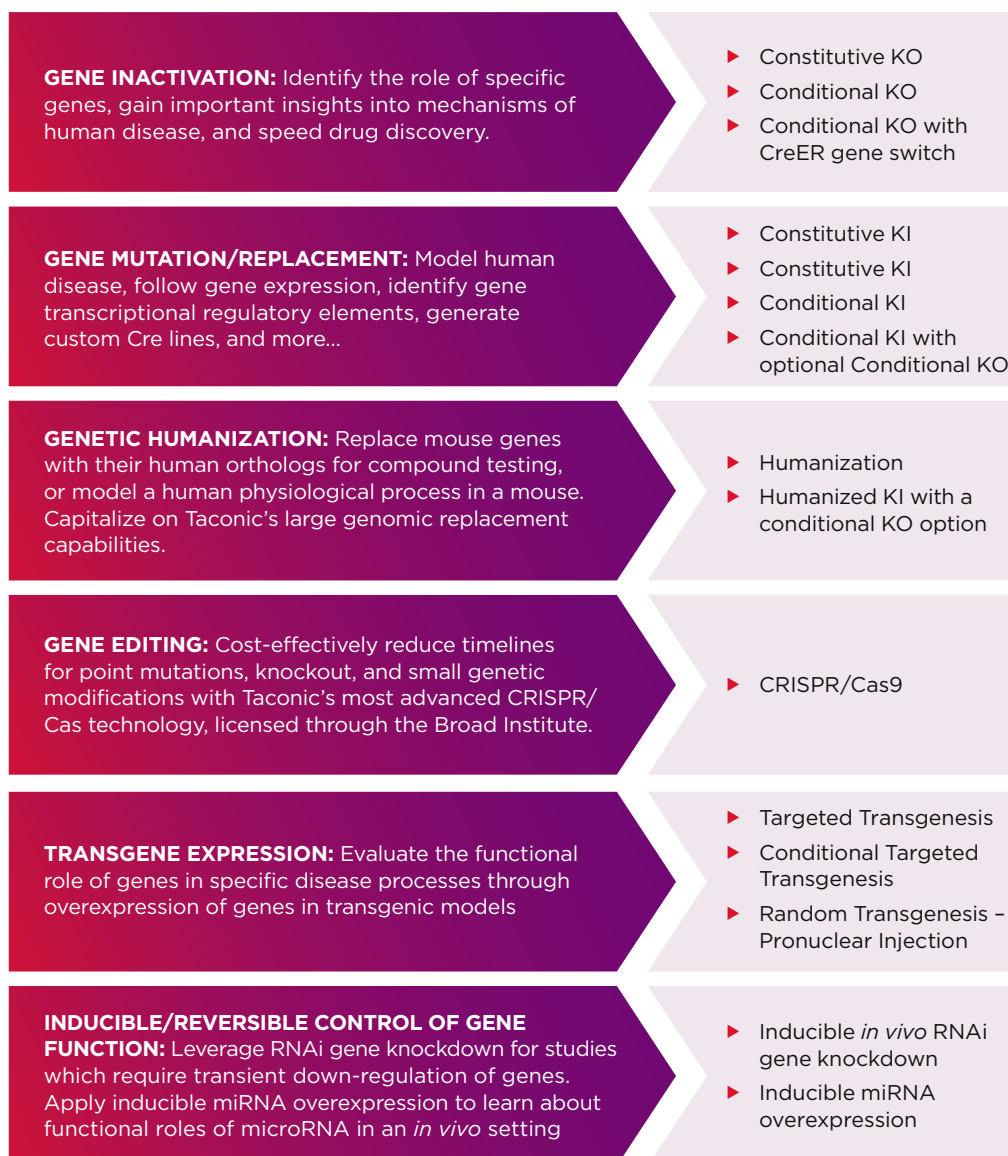 GENE INACTIVATION: Identify the role of specific
genes, gain important insights into mechanisms of
human disease, and speed drug discovery.
▶ Constitutive KO
▶ Conditional KO
▶ Conditional KO with
CreER gene switch
GENE MUTATION/REPLACEMENT: Model human
disease, follow gene expression, identify gene
transcriptional regulatory elements, generate
custom Cre lines, and more...
▶ Constitutive KI
▶ Constitutive KI
▶ Conditional KI
▶ Conditional KI with
optional Conditional KO
GENETIC HUMANIZATION: Replace mouse genes
with their human orthologs for compound testing,
or model a human physiological process in a mouse.
Capitalize on Taconic’s large genomic replacement
capabilities.
▶ Humanization
▶ Humanized KI with a
conditional KO option
GENE EDITING: Cost-effectively reduce timelines
for point mutations, knockout, and small genetic
modifications with Taconic’s most advanced CRISPR/
Cas technology, licensed through the Broad Institute.
▶ CRISPR/Cas9
TRANSGENE EXPRESSION: Evaluate the functional
role of genes in specific disease processes through
overexpression of genes in transgenic models
▶ Targeted Transgenesis
▶ Conditional Targeted
Transgenesis
▶ Random Transgenesis –
Pronuclear Injection
INDUCIBLE/REVERSIBLE CONTROL OF GENE
FUNCTION: Leverage RNAi gene knockdown for studies
which require transient down-regulation of genes.
Apply inducible miRNA overexpression to learn about
functional roles of microRNA in an in vivo setting
▶ Inducible in vivo RNAi
gene knockdown
▶ Inducible miRNA
overexpression